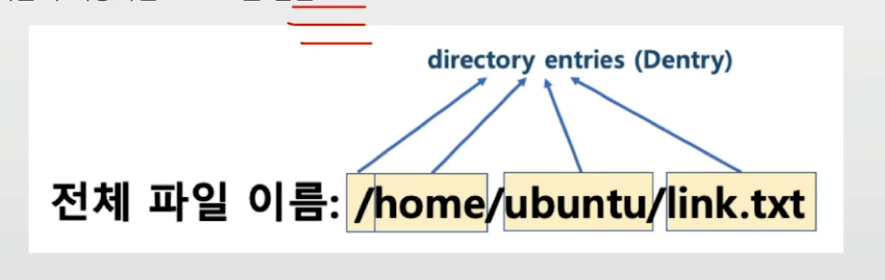 directory entries (Dentry)
전체 파일 이름: /home/ubuntu/link.txt